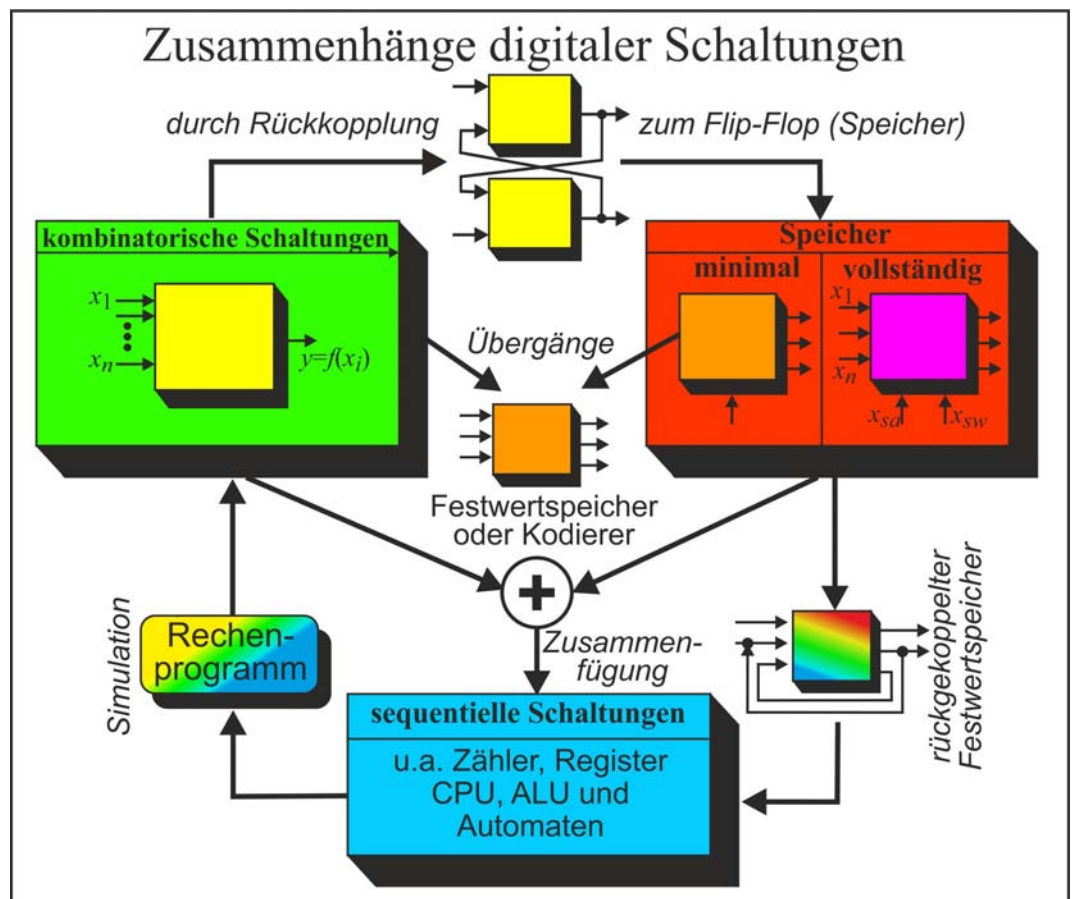 Zusammenhänge digitaler Schaltungen
durch Rückkopplung
zum Flip-Flop (Speicher)
kombinatorische Schaltungen
x1
xn
y=f(xi)
Speicher
minimal
vollständig
x1
xn
xsa
xsw
Übergänge
Festwertspeicher
oder Kodierer
+
Zusammen-
fügung
Simulation
Rechen-
programm
rückgekoppelter
Festwertspeicher
sequentielle Schaltungen
u.a. Zähler, Register
CPU, ALU und
Automaten